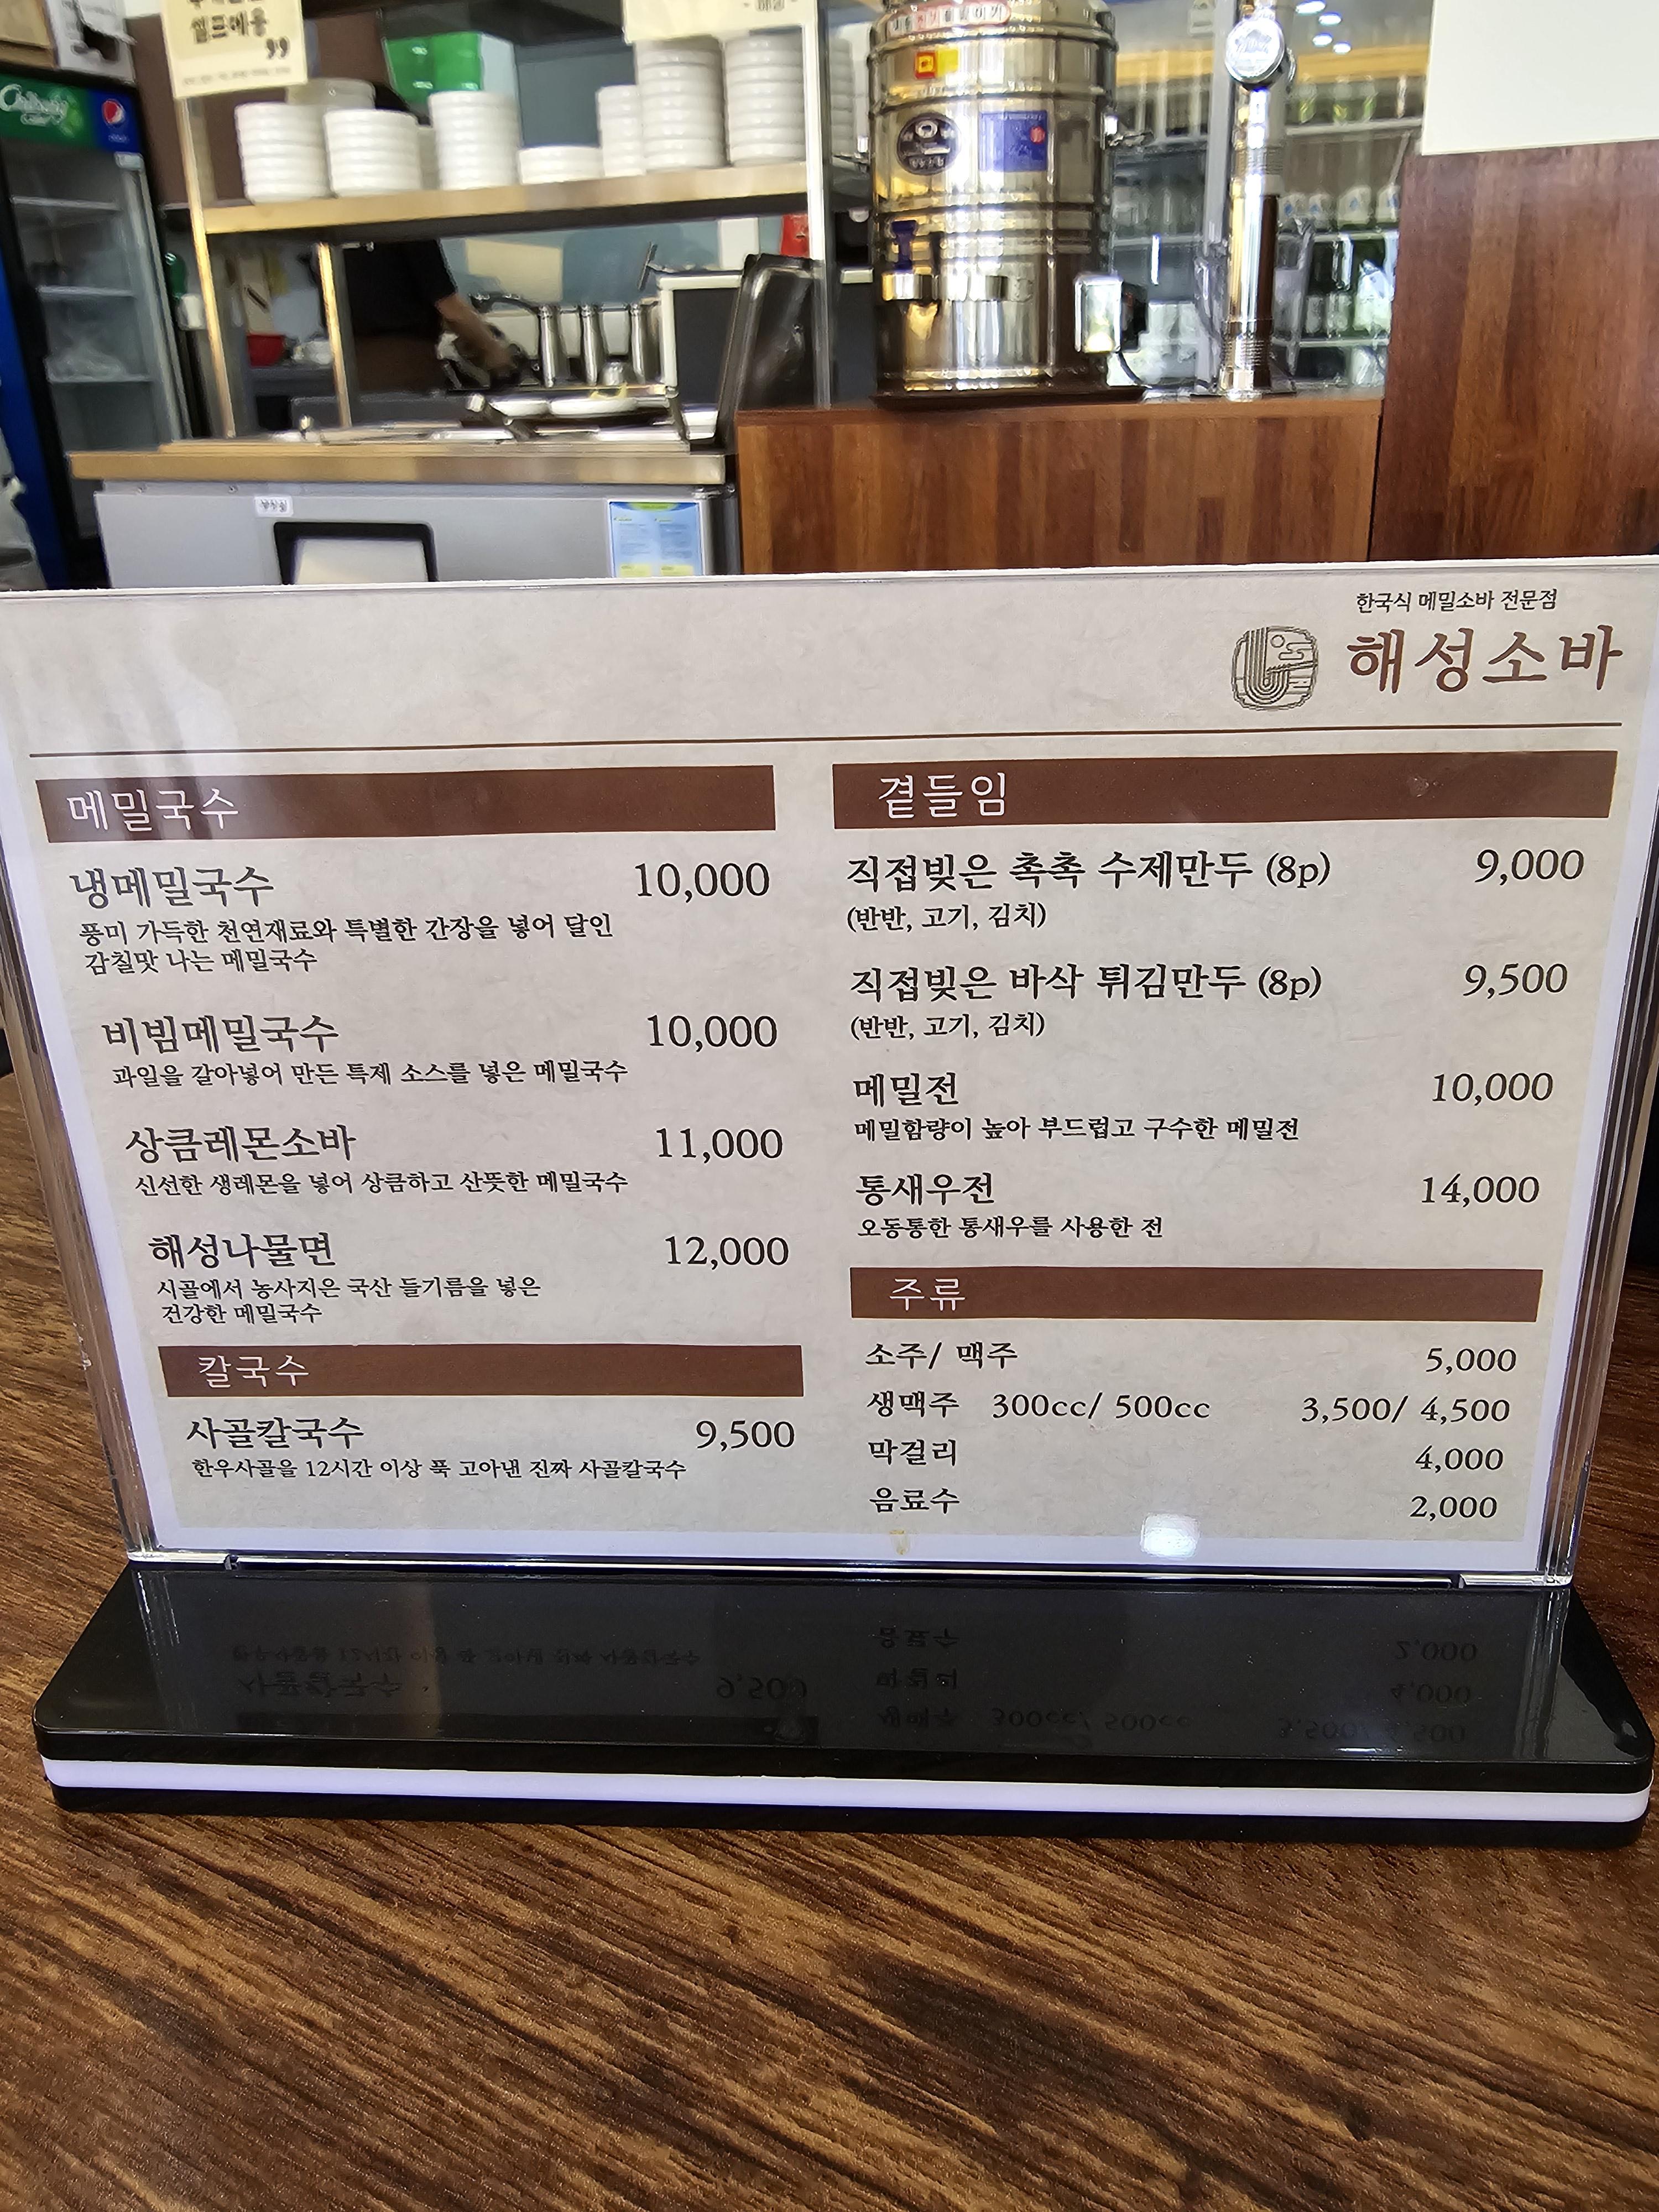 셀프메뉴
한국식 메밀소바 전문점
해성소바
메밀국수
냉메밀국수 10,000
풍미 가득한 천연재료와 특별한 간장을 넣어 달인
감칠맛 나는 메밀국수
비빔메밀국수 10,000
과일을 갈아넣어 만든 특제 소스를 넣은 메밀국수
상큼레몬소바 11,000
신선한 생레몬을 넣어 상큼하고 산뜻한 메밀국수
해성나물면 12,000
시골에서 농사지은 국산 들기름을 넣은
건강한 메밀국수
칼국수
사골칼국수 9,500
한우사골을 12시간 이상 푹 고아낸 진짜 사골칼국수
곁들임
직접빚은 촉촉 수제만두 (8p) 9,000
(반반, 고기, 김치)
직접빚은 바삭 튀김만두 (8p) 9,500
(반반, 고기, 김치)
메밀전 10,000
메밀함량이 높아 부드럽고 구수한 메밀전
통새우전 14,000
오동통한 통새우를 사용한 전
주류
소주/ 맥주 5,000
생맥주 300cc/ 500cc 3,500/ 4,500
막걸리 4,000
음료수 2,000